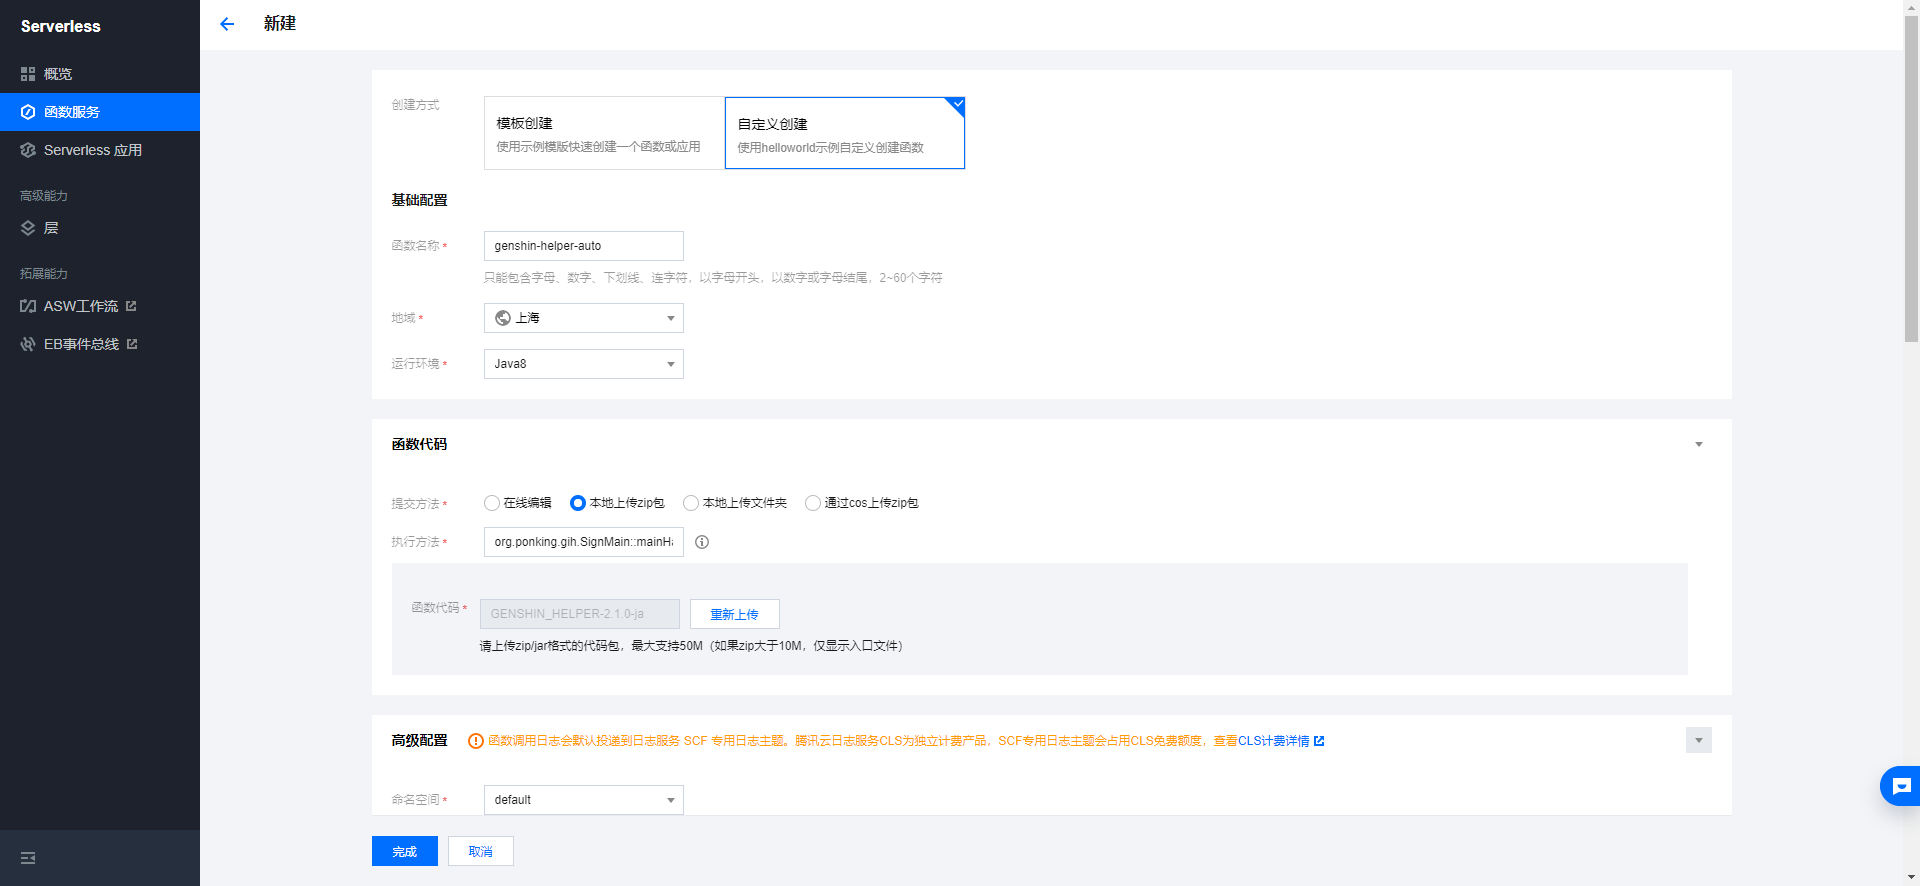 Serverless
新建
概览
函数服务
Serverless 应用
高级能力
层
拓展能力
ASW工作流
EB事件总线
创建方式
模板创建
使用示例模版快速创建一个函数或应用
自定义创建
使用helloworld示例自定义创建函数
基础配置
函数名称*
genshin-helper-auto
只能包含字母、数字、下划线、连字符，以字母开头，以数字或字母结尾，2~60个字符
地域*
上海
运行环境*
Java8
函数代码
提交方法*
在线编辑 本地上传zip包 本地上传文件夹 通过cos上传zip包
执行方法*
org.ponking.gih.SignMain::mainHa
函数代码*
GENSHIN_HELPER-2.1.0-ja
重新上传
请上传zip/jar格式的代码包，最大支持50M（如果zip大于10M，仅显示入口文件）
高级配置
函数调用日志会默认投递到日志服务 SCF 专用日志主题。腾讯云日志服务CLS为独立计费产品，SCF专用日志主题会占用CLS免费额度，查看CLS计费详情
命名空间*
default
完成
取消